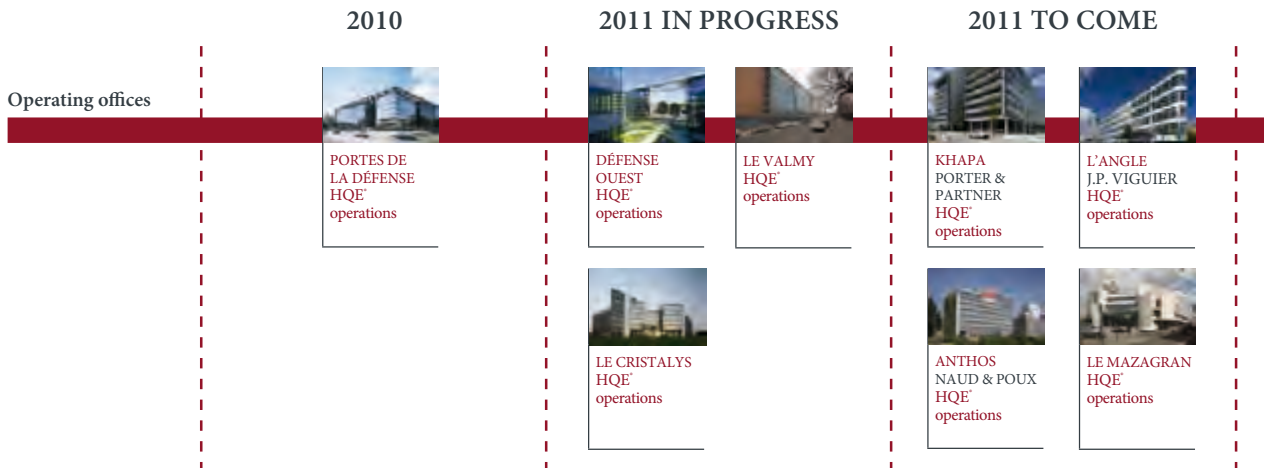 2010
2011 IN PROGRESS
2011 TO COME
Operating offices
PORTES DE
LA DÉFENSE
HQE*
operations
DÉFENSE
OUEST
HQE*
operations
LE VALMY
HQE*
operations
KHAPA
PORTER &
PARTNER
HQE*
operations
L'ANGLE
J.P. VIGUIER
HQE*
operations
LE CRISTALYS
HQE*
operations
ANTHOS
NAUD & POUX
HQE*
operations
LE MAZAGRAN
HQE*
operations